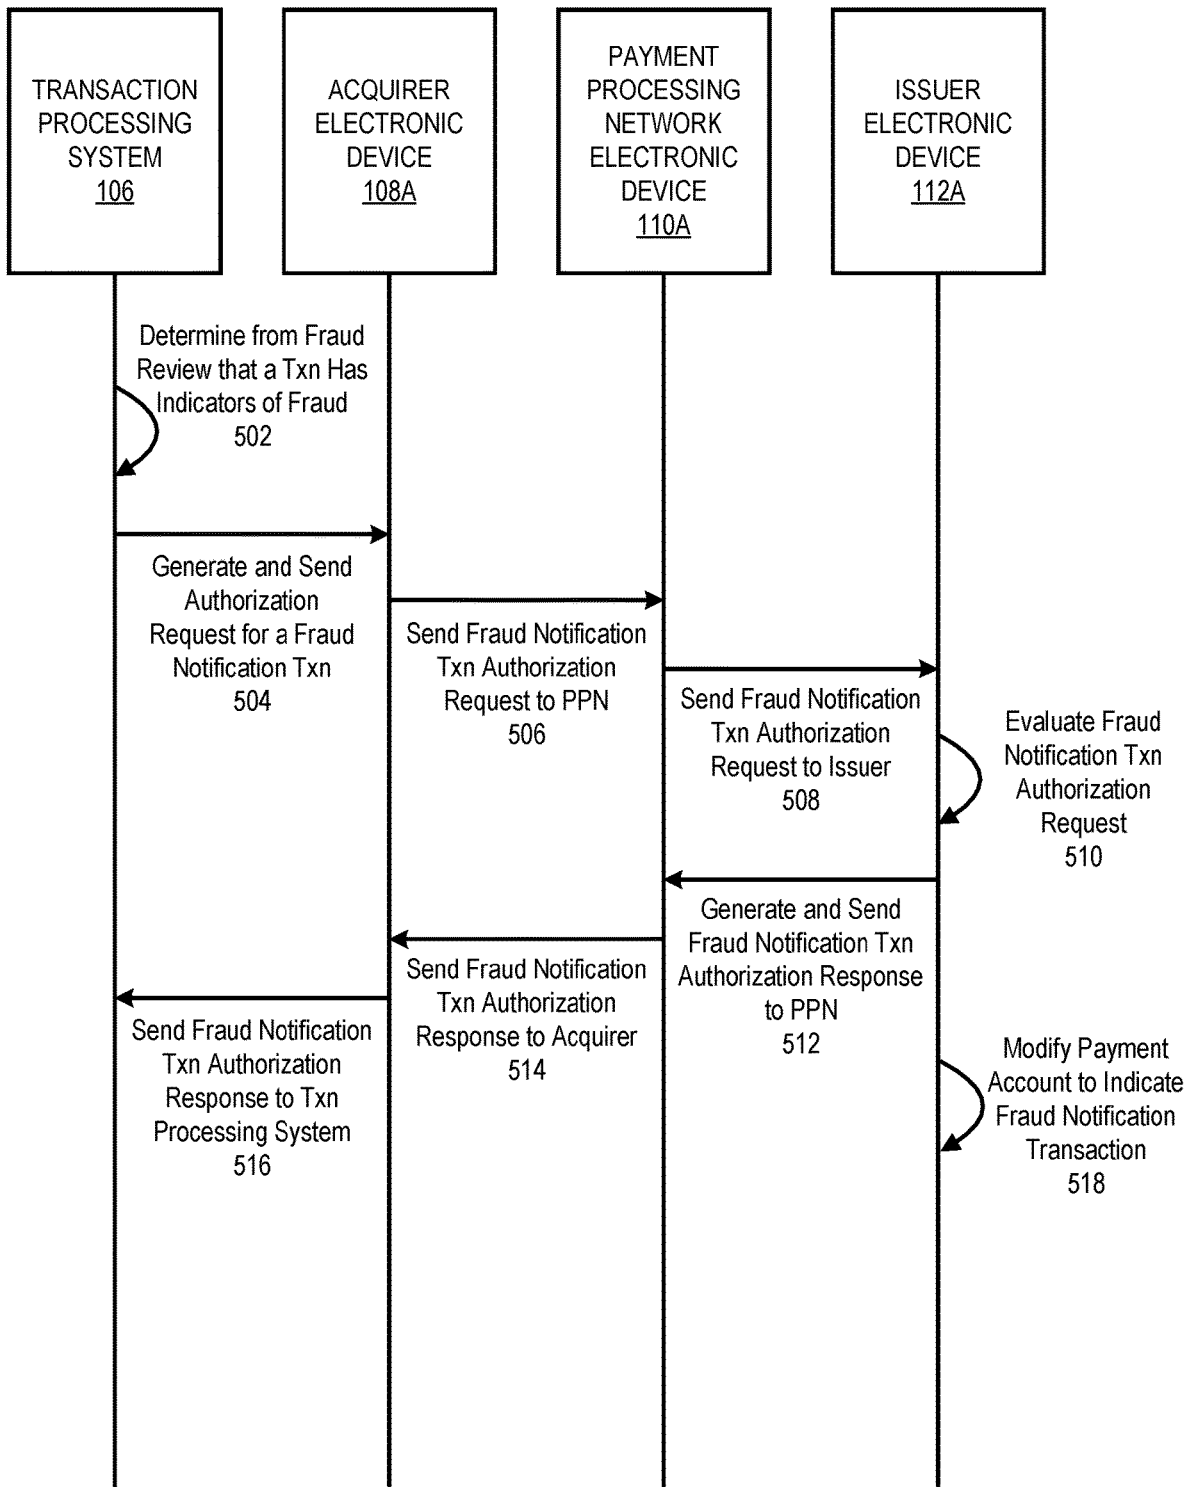 TRANSACTION
PROCESSING
SYSTEM
106
ACQUIRER
ELECTRONIC
DEVICE
108A
PAYMENT
PROCESSING
NETWORK
ELECTRONIC
DEVICE
110A
ISSUER
ELECTRONIC
DEVICE
112A
Determine from Fraud
Review that a Txn Has
Indicators of Fraud
502
Generate and Send
Authorization
Request for a Fraud
Notification Txn
504
Send Fraud Notification
Txn Authorization
Request to PPN
506
Send Fraud Notification
Txn Authorization
Request to Issuer
508
Evaluate Fraud
Notification Txn
Authorization
Request
510
Generate and Send
Fraud Notification Txn
Authorization Response
to PPN
512
Send Fraud Notification
Txn Authorization
Response to Acquirer
514
Send Fraud Notification
Txn Authorization
Response to Txn
Processing System
516
Modify Payment
Account to Indicate
Fraud Notification
Transaction
518